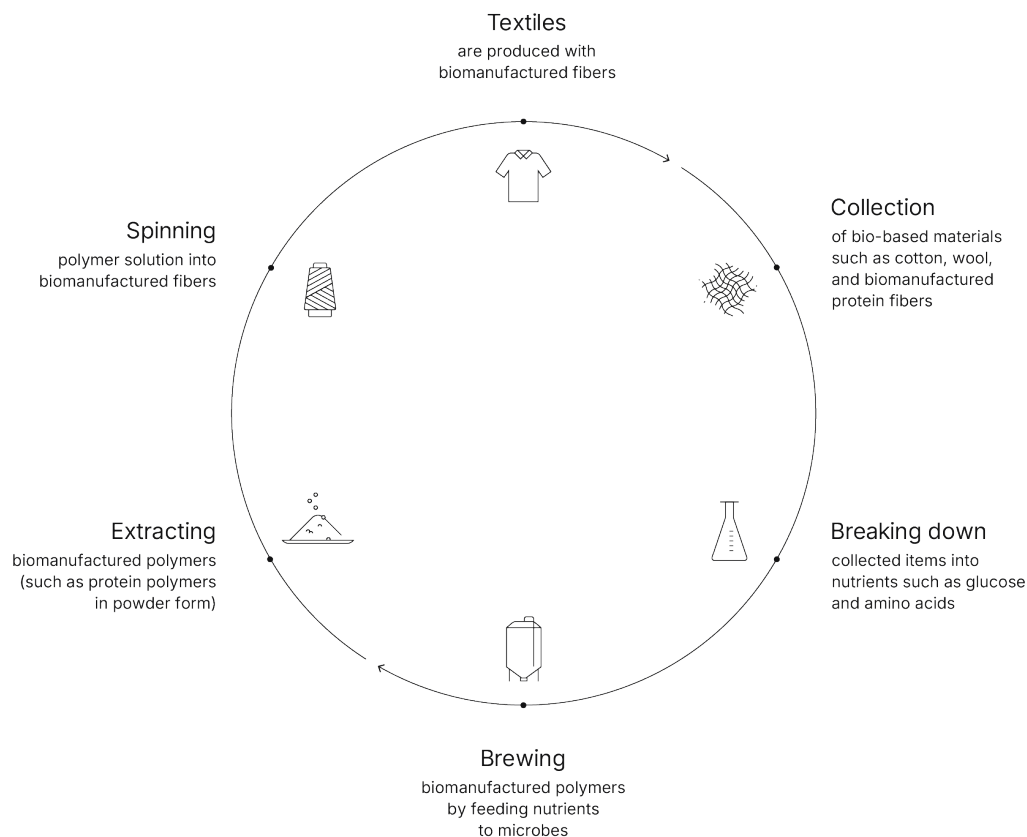 Textiles
are produced with
biomanufactured fibers
Collection
of bio-based materials
such as cotton, wool,
and biomanufactured
protein fibers
Breaking down
collected items into
nutrients such as glucose
and amino acids
Brewing
biomanufactured polymers
by feeding nutrients
to microbes
Extracting
biomanufactured polymers
(such as protein polymers
in powder form)
Spinning
polymer solution into
biomanufactured fibers